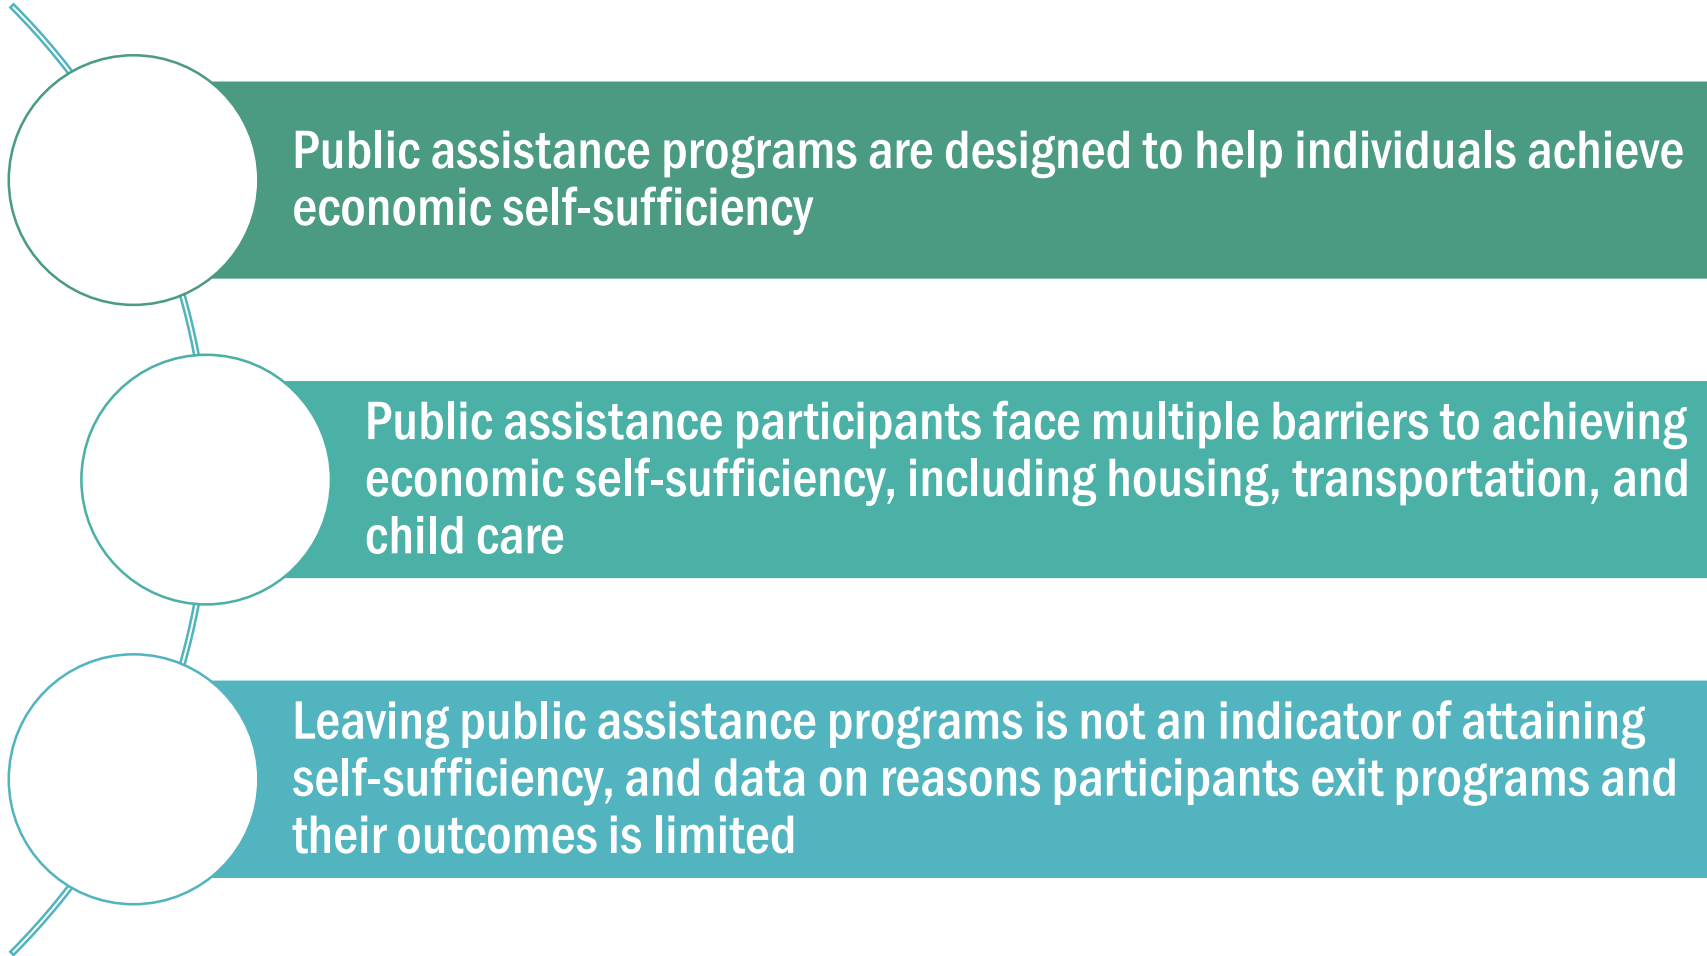 Public assistance programs are designed to help individuals achieve
economic self-sufficiency
Public assistance participants face multiple barriers to achieving
economic self-sufficiency, including housing, transportation, and
child care
Leaving public assistance programs is not an indicator of attaining
self-sufficiency, and data on reasons participants exit programs and
their outcomes is limited